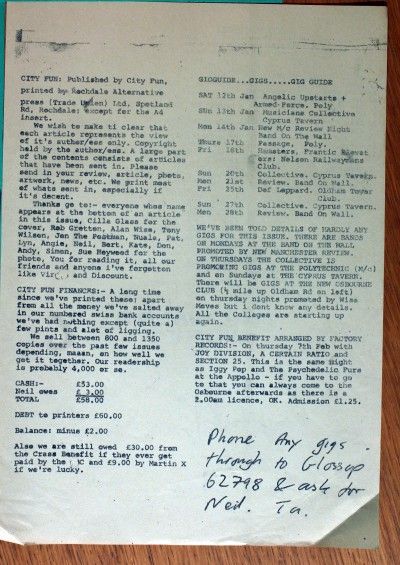 CITY FUN: Published by City Fun,
printed by Rochdale Alternative
press (Trade Union) Ltd, Spotland
Rd, Rochdale: except for the A4
insert.
We wish to make ti clear that
each article represents the view
of it's author/ess only. Copyright
held by the author/ess. A large part
of the contents consists of articles
that have been sent in. Please
send in your review, article, photo,
artwork, news, etc. We print most
of whats sent in, especially if
it's decent.
Thanks go to:- everyone whos name
appears at the bottom of an article
in this issue, Cilla Glass for the
cover, Rob Gretten, Alan Wise, Tony
Wilson, Jon The Postman, Nuala, Pat,
Lyn, Angie, Neil, Bert, Kate, Don,
Andy, Simon, Sue Heywood for the
photo, You for reading it, all our
friends and anyone i've forgotten
like and Discount.
CITY FUN FINANCES:- A long time
since we've printed these: apart
from all the money we've salted away
in our numbered swiss bank accounts
we've had nothing except (quite a)
few pints and alot of ligging.
We sell between 800 and 1350
copies over the past few issues
depending, maaan, on how well we
got it together. Our readership
is probably 4,000 or so.
CASH:- £53.00
Neil owes £ 3.00
TOTAL £58.00
DEBT to printers £60.00
Balance: minus £2.00
Also we are still owed £30.00 from
the Crass Benefit if they ever get
paid by the and £9.00 by Martin X
if we're lucky.
GIGGUIDE...GIGS.....GIG GUIDE
SAT 12th Jan Angelic Upstarts +
Armed Force. Poly
Sun 13th Jan Musicians Collective
Cyprus Tavern
Mon 14th Jan New M/c Review Night
Band On The Wall
Thurs 17th Passage, Poly.
Fri 18th Rousters, Frantic
ors: Nelson Railwaymans
Club.
Sun 20th Collective. Cyprus Tavern
Mon 21st Review. Band On Wall.
Fri 25th Def Leppard. Oldham Tower
Club.
Sun 27th Collective. Cyprus Tavern
Mon 28th Review. Band On Wall.
WE'VE BEEN TOLD DETAILS OF HARDLY ANY
GIGS FOR THIS ISSUE. THERE ARE BANDS
ON MONDAYS AT THE BAND ON THE WALL
PROMOTED BY NEW MANCHESTER REVIEW.
ON THURSDAYS THE COLLECTIVE IS
PROMOING GIGS AT THE POLYTECHNIC (M/c)
and on Sundays at THE CYPRUS TAVERN.
There will be GIGS AT THE NEW OSBOURNE
CLUB (½ mile up Oldham Rd on left)
on thursday nights promoted by Wise
Moves but i dont know any details.
All the Colleges are starting up
again.
CITY FUN BENEFIT ARRANGED BY FACTORY
RECORDS:- On thursday 7th Feb with
JOY DIVISION, A CERTAIN RATIO and
SECTION 25. This is the same night
as Iggy Pop and The Psychedelic Furs
at the Appollo - if you have to go
to that you can always come to the
Osbourne afterwards as there is a
2.00am licence, OK. Admission £1.25.
Phone Any gigs
through to Glossop
62798 & ask for
Neil. Ta.